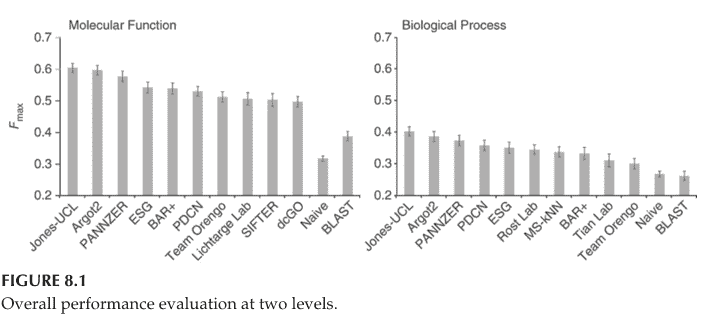 Molecular Function
0.7
0.6
0.5
0.4
0.3
0.2
Fmax
Jones-UCL
Argot2
PANNZER
ESG
BAR+
PDCN
Team Orengo
Lichtarge Lab
SIFTER
dcGO
Naive
BLAST
Biological Process
0.7
0.6
0.5
0.4
0.3
0.2
Jones-UCL
Argot2
PANNZER
PDCN
ESG
Rost Lab
MS-kNN
BAR+
Tian Lab
Team Orengo
Naive
BLAST
FIGURE 8.1
Overall performance evaluation at two levels.